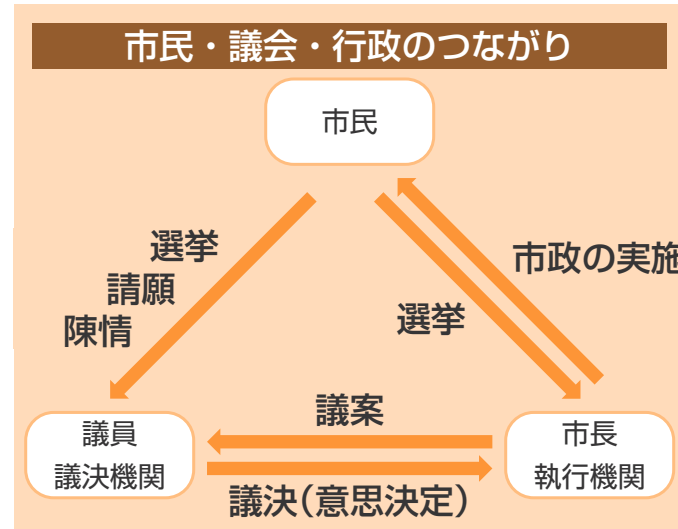 市民・議会・行政のつながり
市民
選挙
請願
陳情
選挙
市政の実施
議案
議員
議決機関
市長
執行機関
議決(意思決定)